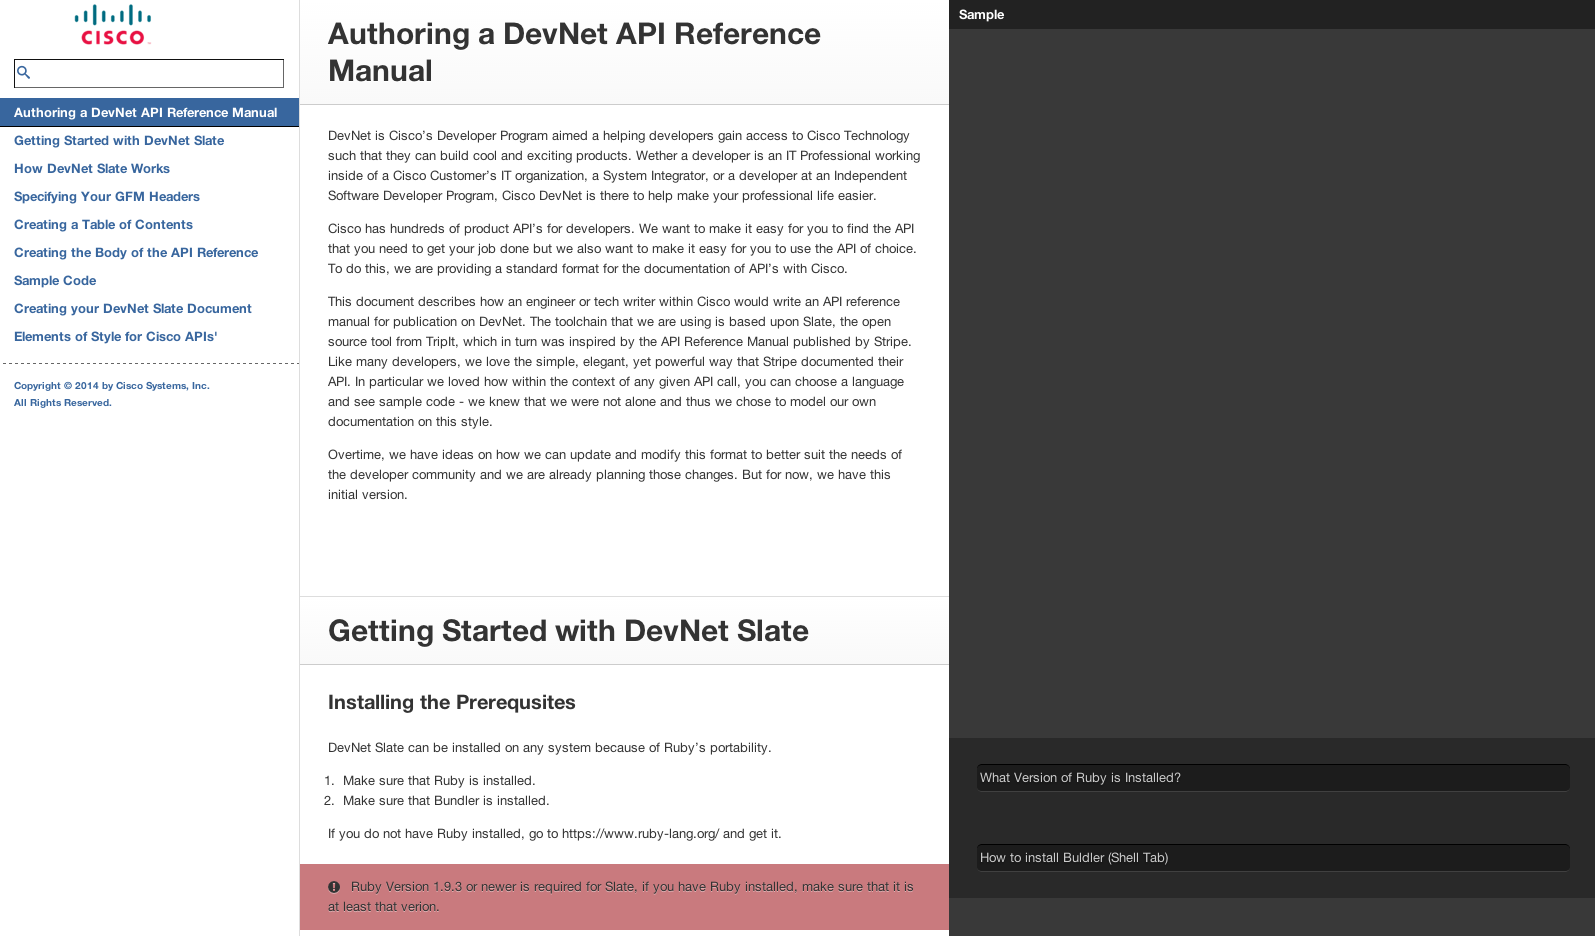 CISCO
Authoring a DevNet API Reference Manual
Getting Started with DevNet Slate
How DevNet Slate Works
Specifying Your GFM Headers
Creating a Table of Contents
Creating the Body of the API Reference
Sample Code
Creating your DevNet Slate Document
Elements of Style for Cisco APIs'
Copyright © 2014 by Cisco Systems, Inc.
All Rights Reserved.
Authoring a DevNet API Reference
Manual
DevNet is Cisco’s Developer Program aimed a helping developers gain access to Cisco Technology
such that they can build cool and exciting products. Wether a developer is an IT Professional working
inside of a Cisco Customer’s IT organization, a System Integrator, or a developer at an Independent
Software Developer Program, Cisco DevNet is there to help make your professional life easier.
Cisco has hundreds of product API’s for developers. We want to make it easy for you to find the API
that you need to get your job done but we also want to make it easy for you to use the API of choice.
To do this, we are providing a standard format for the documentation of API’s with Cisco.
This document describes how an engineer or tech writer within Cisco would write an API reference
manual for publication on DevNet. The toolchain that we are using is based upon Slate, the open
source tool from TripIt, which in turn was inspired by the API Reference Manual published by Stripe.
Like many developers, we love the simple, elegant, yet powerful way that Stripe documented their
API. In particular we loved how within the context of any given API call, you can choose a language
and see sample code - we knew that we were not alone and thus we chose to model our own
documentation on this style.
Overtime, we have ideas on how we can update and modify this format to better suit the needs of
the developer community and we are already planning those changes. But for now, we have this
initial version.
Getting Started with DevNet Slate
Installing the Prerequsites
DevNet Slate can be installed on any system because of Ruby’s portability.
1. Make sure that Ruby is installed.
2. Make sure that Bundler is installed.
If you do not have Ruby installed, go to https://www.ruby-lang.org/ and get it.
Ruby Version 1.9.3 or newer is required for Slate, if you have Ruby installed, make sure that it is
at least that verion.
Sample
What Version of Ruby is Installed?
How to install Buldler (Shell Tab)